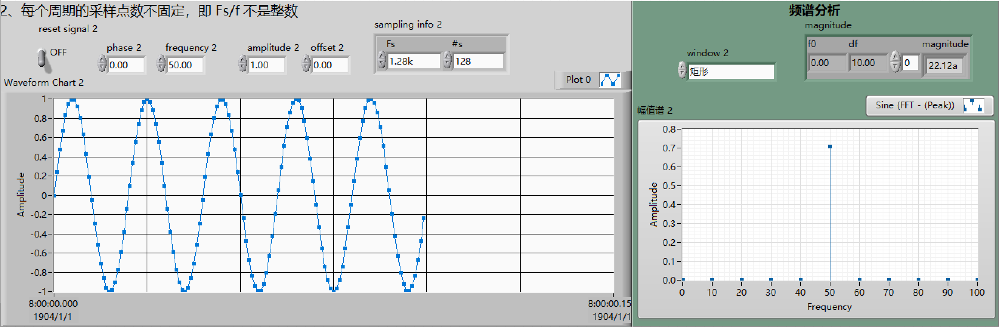 2、每个周期的采样点数不固定，即 Fs/f 不是整数
reset signal 2
OFF
phase 2
0.00
frequency 2
50.00
amplitude 2
1.00
offset 2
0.00
sampling info 2
Fs
#s
1.28k
128
Waveform Chart 2
Plot 0
Amplitude
1
0.8
0.6
0.4
0.2
0
-0.2
-0.4
-0.6
-0.8
-1
8:00:00.000
1904/1/1
8:00:00.15
1904/1/1
频谱分析
magnitude
f0
df
magnitude
0.00
10.00
0
22.12a
window 2
矩形
幅值谱 2
Sine (FFT - (Peak))
Amplitude
0.8
0.7
0.6
0.5
0.4
0.3
0.2
0.1
0.0
0 10 20 30 40 50 60 70 80 90 100
Frequency